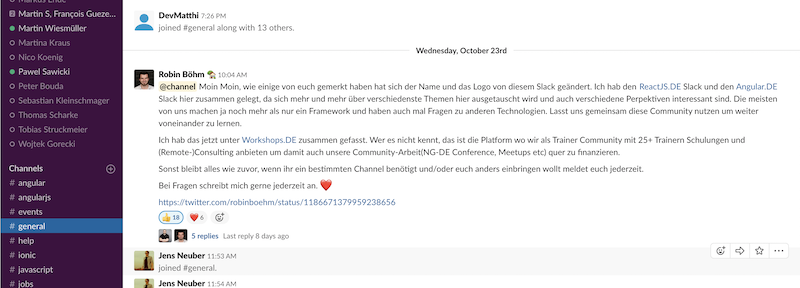 Martin S, François Gueze...
Martin Wiesmüller
Martina Kraus
Nico Koenig
Pawel Sawicki
Peter Bouda
Sebastian Kleinschmager
Thomas Scharke
Tobias Struckmeier
Wojtek Gorecki
Channels
# angular
# angularjs
# events
# general
# help
# ionic
# javascript
# jobs
DevMatthi 7:26 PM
joined #general along with 13 others.
Wednesday, October 23rd
Robin Böhm 10:04 AM
@channel Moin Moin, wie einige von euch gemerkt haben hat sich der Name und das Logo von diesem Slack geändert. Ich hab den ReactJS.DE Slack und den Angular.DE
Slack hier zusammen gelegt, da sich mehr und mehr über verschiedenste Themen hier ausgetauscht wird und auch verschiedene Perpektiven interessant sind. Die meisten
von uns machen ja noch mehr als nur ein Framework und haben auch mal Fragen zu anderen Technologien. Lasst uns gemeinsam diese Community nutzen um weiter
voneinander zu lernen.
Ich hab das jetzt unter Workshops.DE zusammen gefasst. Wer es nicht kennt, das ist die Platform wo wir als Trainer Community mit 25+ Trainern Schulungen und
(Remote-)Consulting anbieten um damit auch unsere Community-Arbeit(NG-DE Conference, Meetups etc) quer zu finanzieren.
Sonst bleibt alles wie zuvor, wenn ihr ein bestimmten Channel benötigt und/oder euch anders einbringen wollt meldet euch jederzeit.
Bei Fragen schreibt mich gerne jederzeit an.
https://twitter.com/robinboehm/status/1186671379959238656
18 6
5 replies Last reply 8 days ago
Jens Neuber 11:53 AM
joined #general.
Jens Neuber 11:54 AM